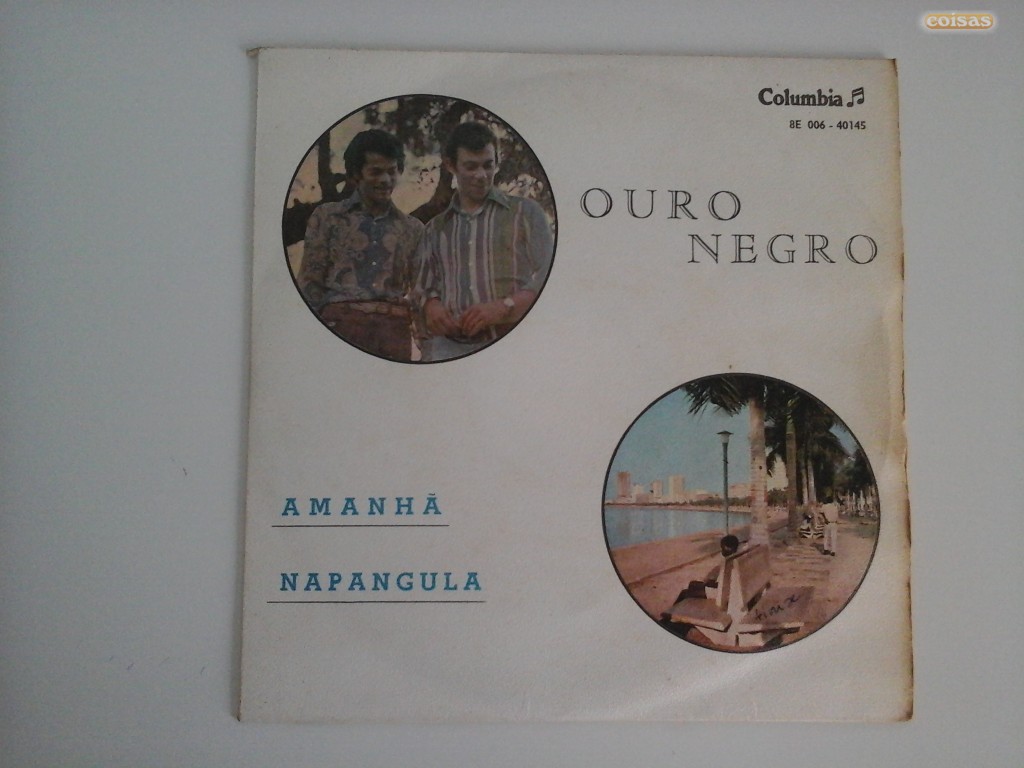 coisas
Columbia
8E 006 - 40145
OURO
NEGRO
AMANHÃ
NAPANGULA